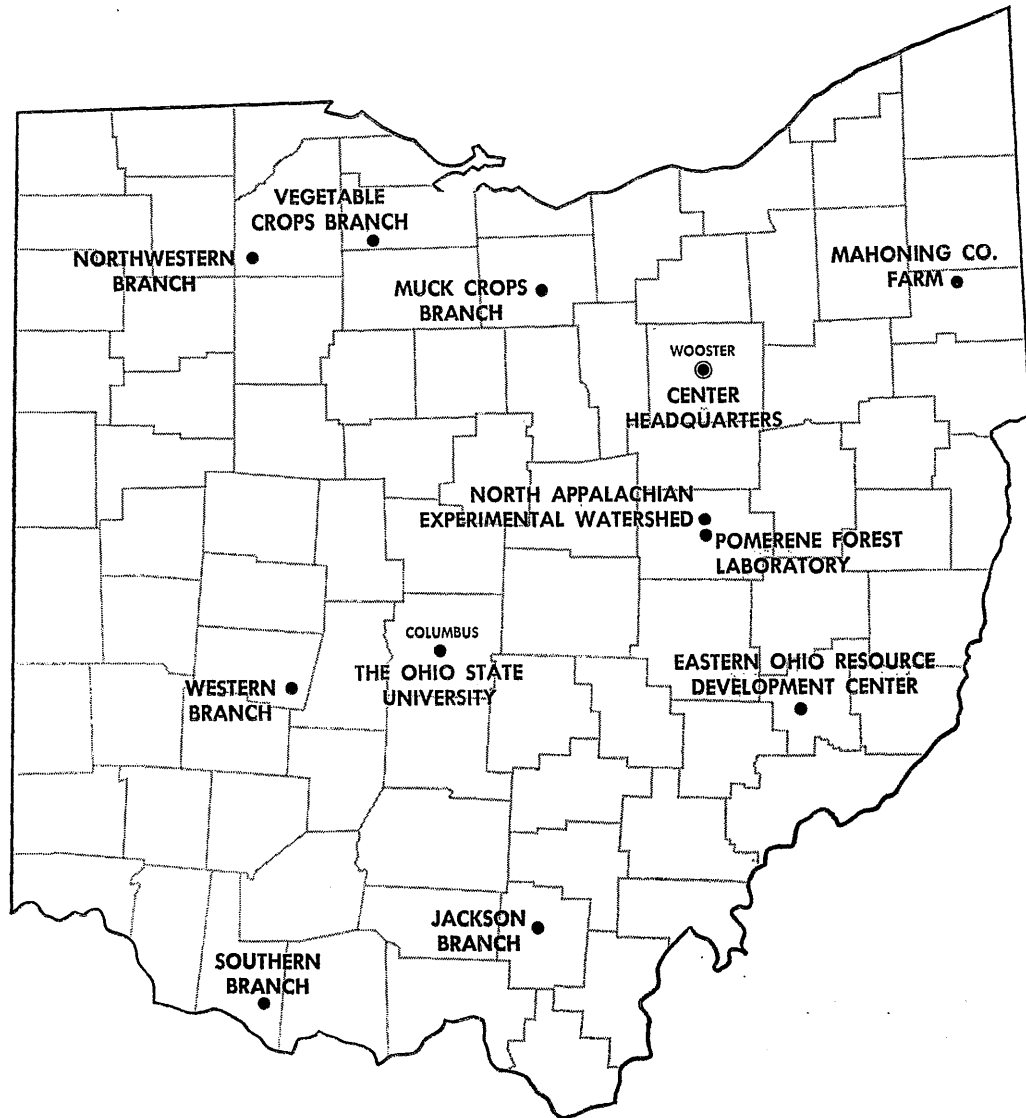 VEGETABLE
CROPS BRANCH
NORTHWESTERN
BRANCH
MUCK CROPS
BRANCH
MAHONING CO.
FARM
WOOSTER
CENTER
HEADQUARTERS
NORTH APPALACHIAN
EXPERIMENTAL WATERSHED
POMERENE FOREST
LABORATORY
COLUMBUS
THE OHIO STATE
UNIVERSITY
EASTERN OHIO RESOURCE
DEVELOPMENT CENTER
WESTERN
BRANCH
JACKSON
BRANCH
SOUTHERN
BRANCH